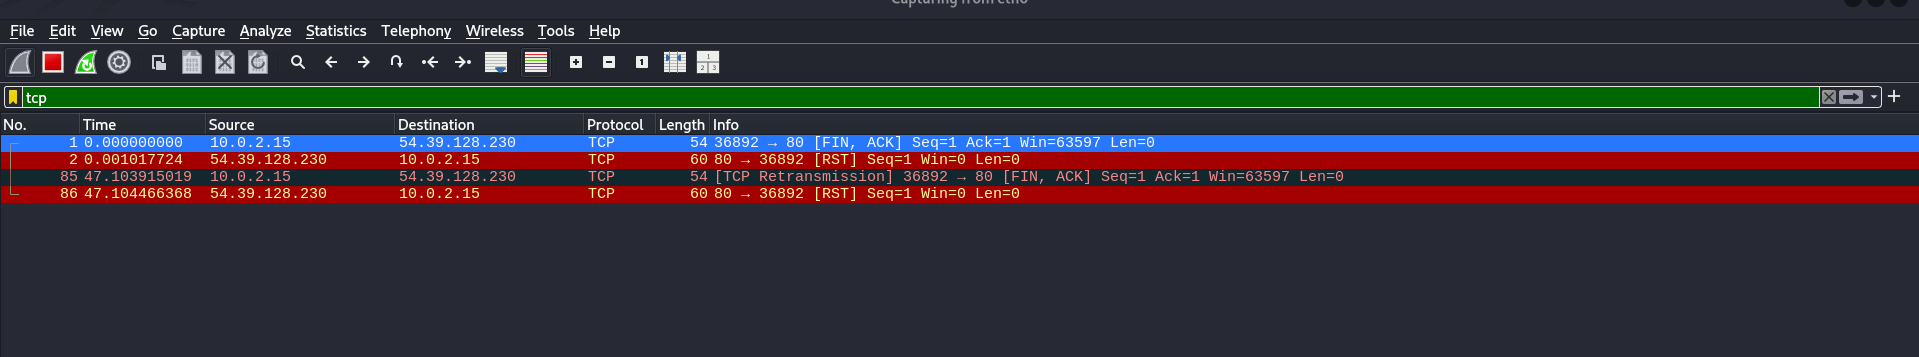 Capturing from eth0
File Edit View Go Capture Analyze Statistics Telephony Wireless Tools Help
tcp
No. Time Source Destination Protocol Length Info
1 0.000000000 10.0.2.15 54.39.128.230 TCP 54 36892 → 80 [FIN, ACK] Seq=1 Ack=1 Win=63597 Len=0
2 0.001017724 54.39.128.230 10.0.2.15 TCP 60 80 → 36892 [RST] Seq=1 Win=0 Len=0
85 47.103915019 10.0.2.15 54.39.128.230 TCP 54 [TCP Retransmission] 36892 → 80 [FIN, ACK] Seq=1 Ack=1 Win=63597 Len=0
86 47.104466368 54.39.128.230 10.0.2.15 TCP 60 80 → 36892 [RST] Seq=1 Win=0 Len=0